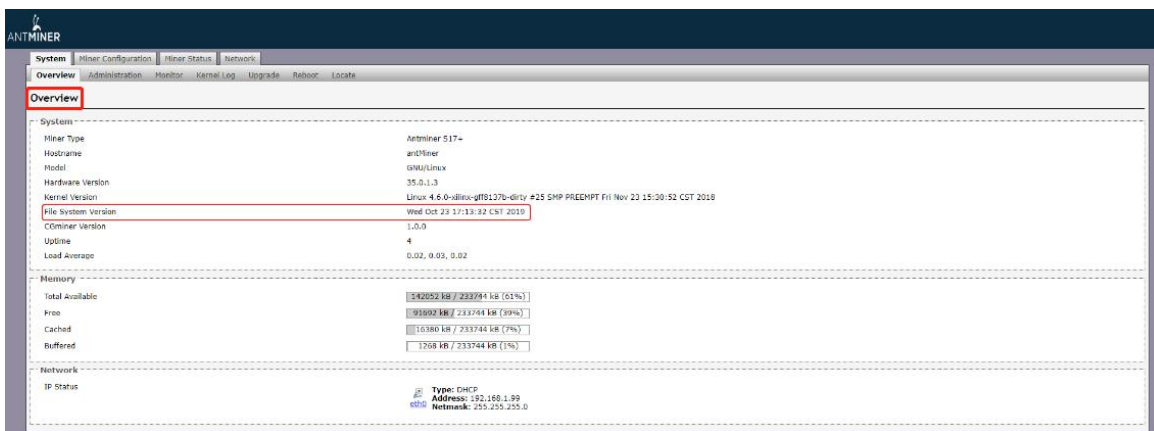 ANTMINER
System Miner Configuration Miner Status Network
Overview Administration Monitor Kernel Log Upgrade Reboot Locate
Overview
System
Miner Type Antminer S17+
Hostname antMiner
Model GNU/Linux
Hardware Version 35.0.1.3
Kernel Version Linux 4.6.0-xilinx-gff8137b-dirty #25 SMP PREEMPT Fri Nov 23 15:30:52 CST 2018
File System Version Wed Oct 23 17:13:32 CST 2019
CGminer Version 1.0.0
Uptime 4
Load Average 0.02, 0.03, 0.02
Memory
Total Available 142052 kB / 233744 kB (61%)
Free 91692 kB / 233744 kB (39%)
Cached 16380 kB / 233744 kB (7%)
Buffered 1268 kB / 233744 kB (1%)
Network
IP Status
Type: DHCP
Address: 192.168.1.99
eth0 Netmask: 255.255.255.0